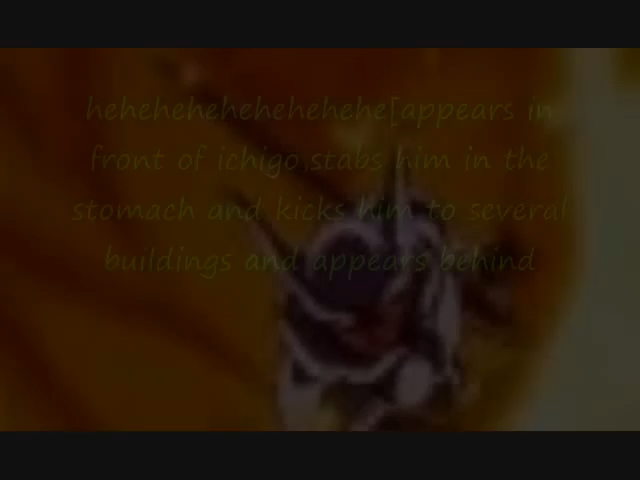 hehehehehehehehehe[appears in
front of ichigo,stabs him in the
stomach and kicks him to several
buildings and appears behind